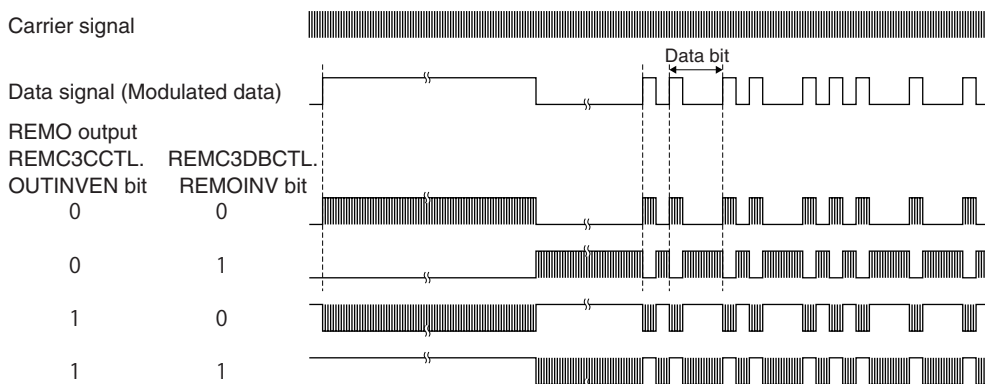 Carrier signal
Data bit
Data signal (Modulated data)
REMO output
REMC3CCTL. REMC3DBCTL.
OUTINVEN bit REMOINV bit
0 0
0 1
1 0
1 1